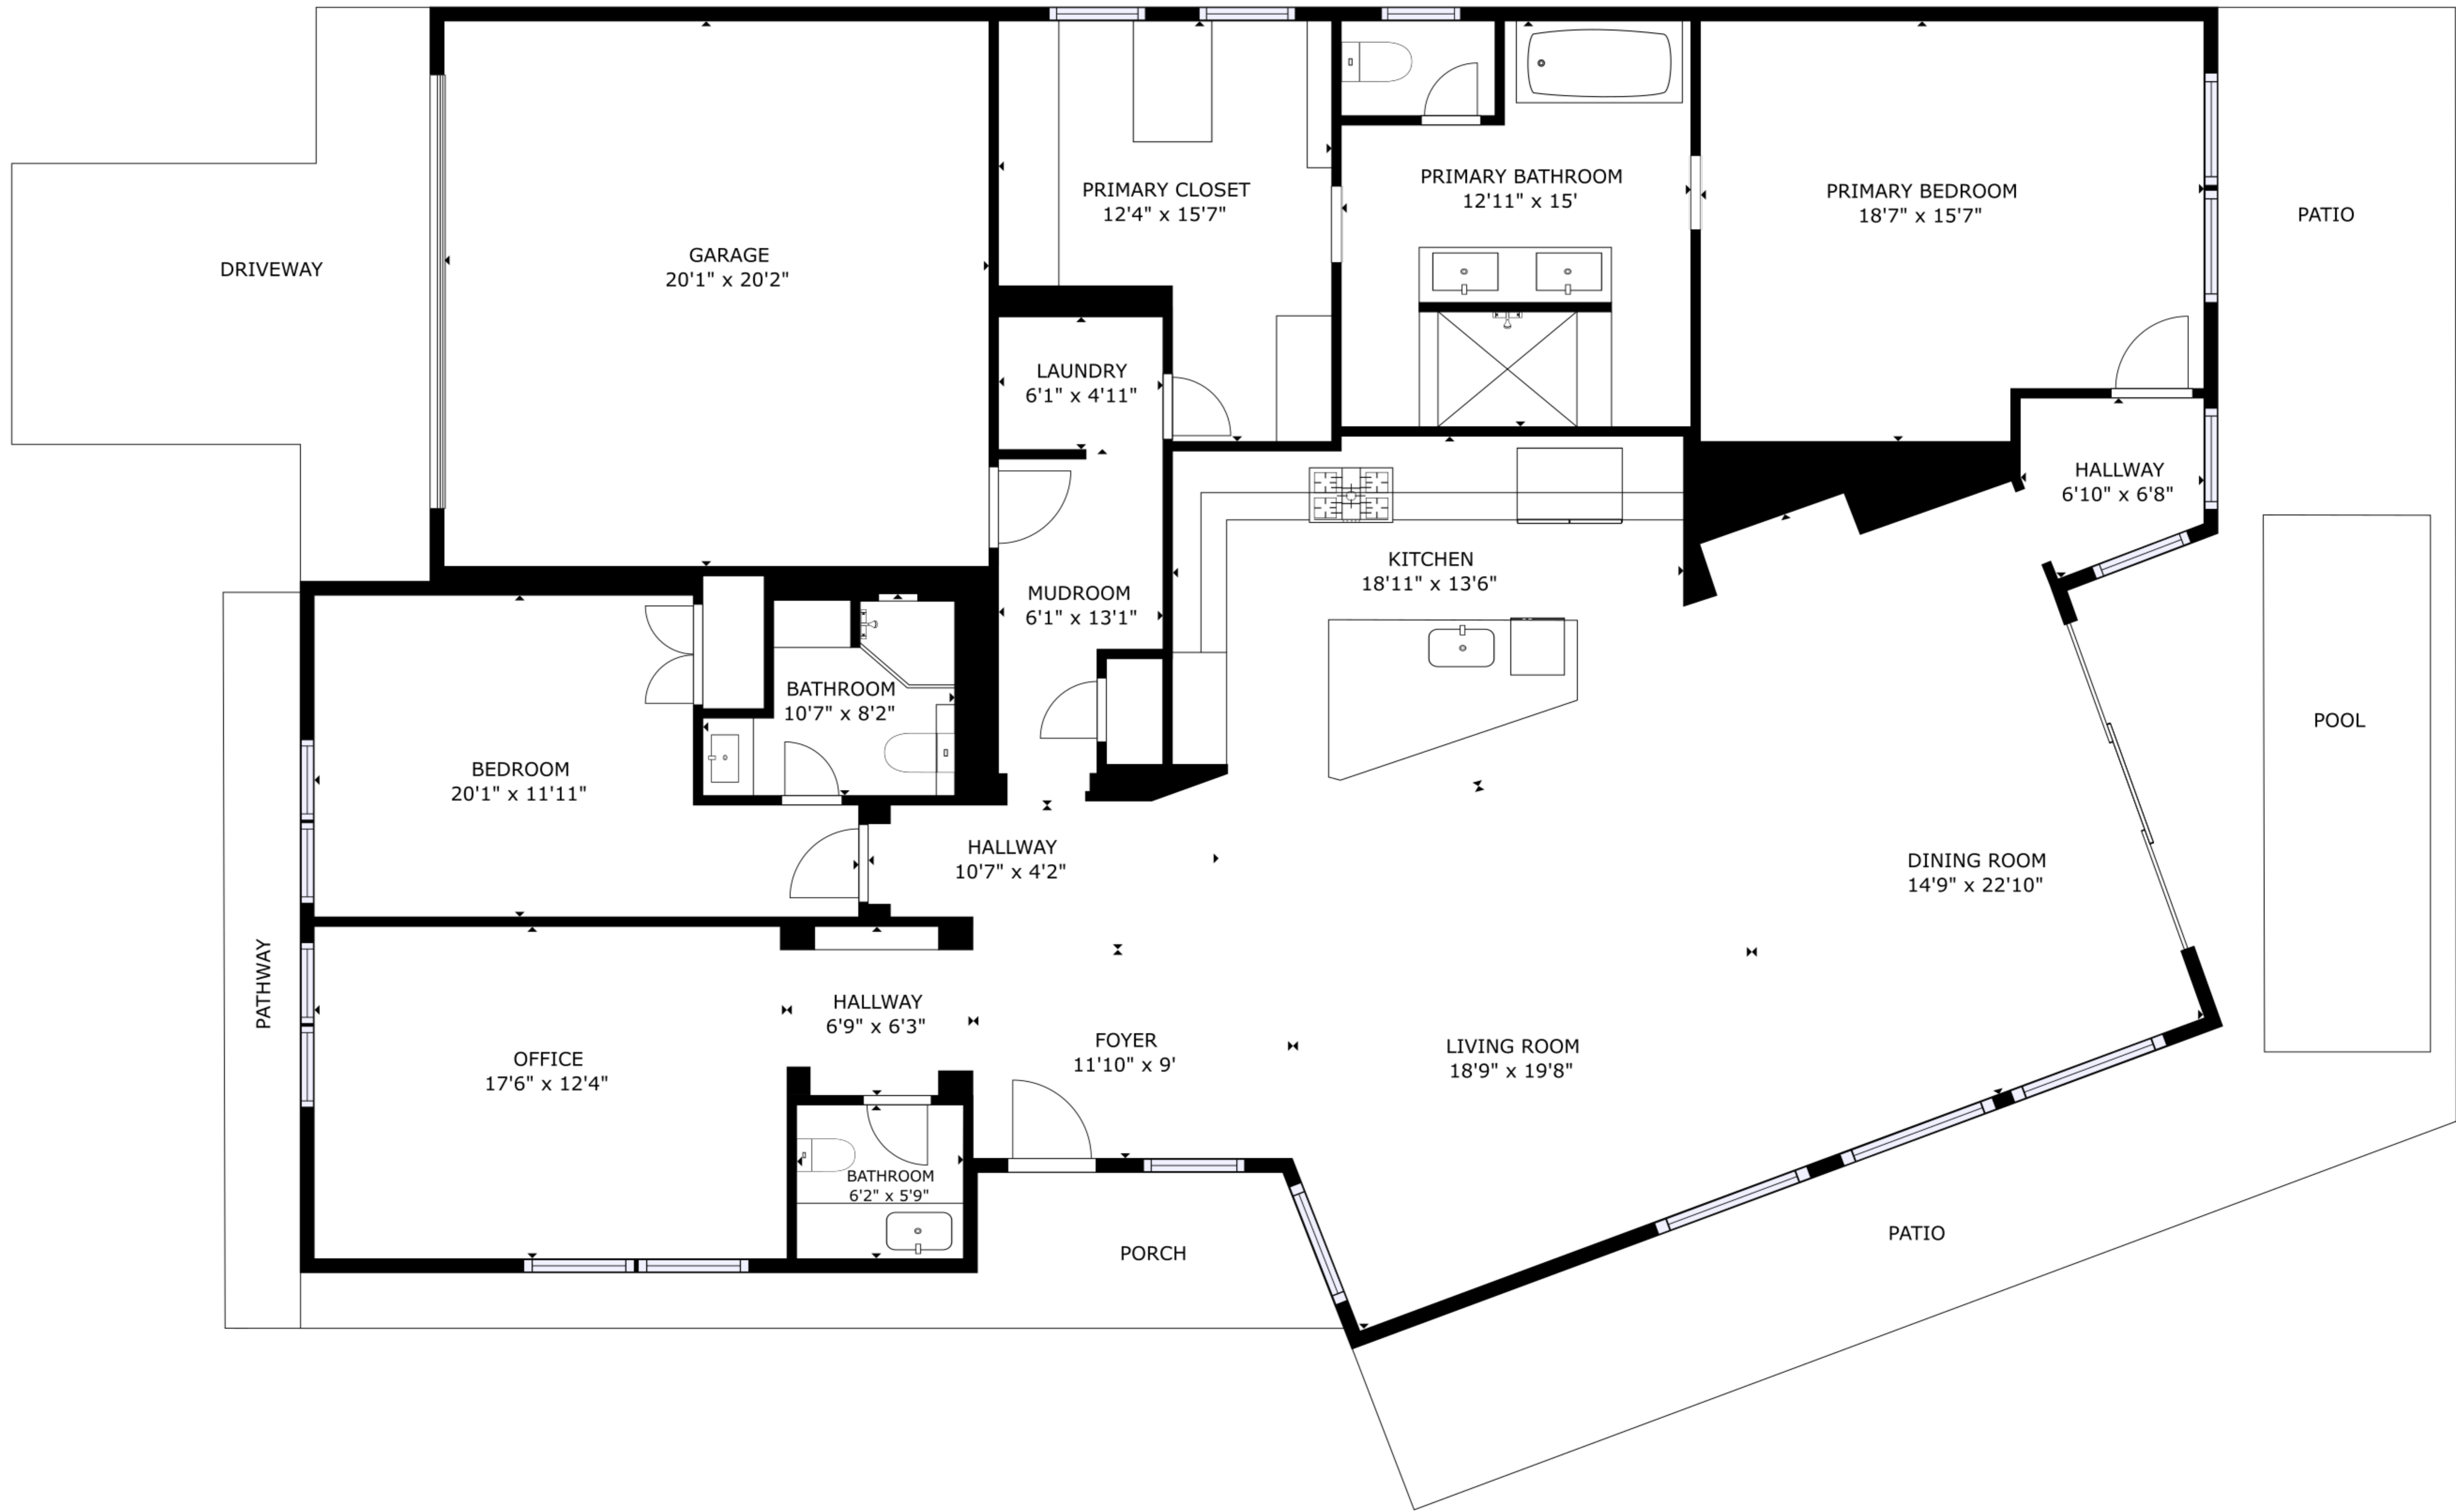 PRIMARY CLOSET
12'4" x 15'7"
PRIMARY BATHROOM
12'11" x 15'
PRIMARY BEDROOM
18'7" x 15'7"
PATIO
DRIVEWAY
GARAGE
20'1" x 20'2"
LAUNDRY
6'1" x 4'11"
HALLWAY
6'10" x 6'8"
KITCHEN
18'11" x 13'6"
MUDROOM
6'1" x 13'1"
BATHROOM
10'7" x 8'2"
POOL
BEDROOM
20'1" x 11'11"
HALLWAY
10'7" x 4'2"
DINING ROOM
14'9" x 22'10"
PATHWAY
HALLWAY
6'9" x 6'3"
FOYER
11'10" x 9'
LIVING ROOM
18'9" x 19'8"
OFFICE
17'6" x 12'4"
BATHROOM
6'2" x 5'9"
PORCH
PATIO